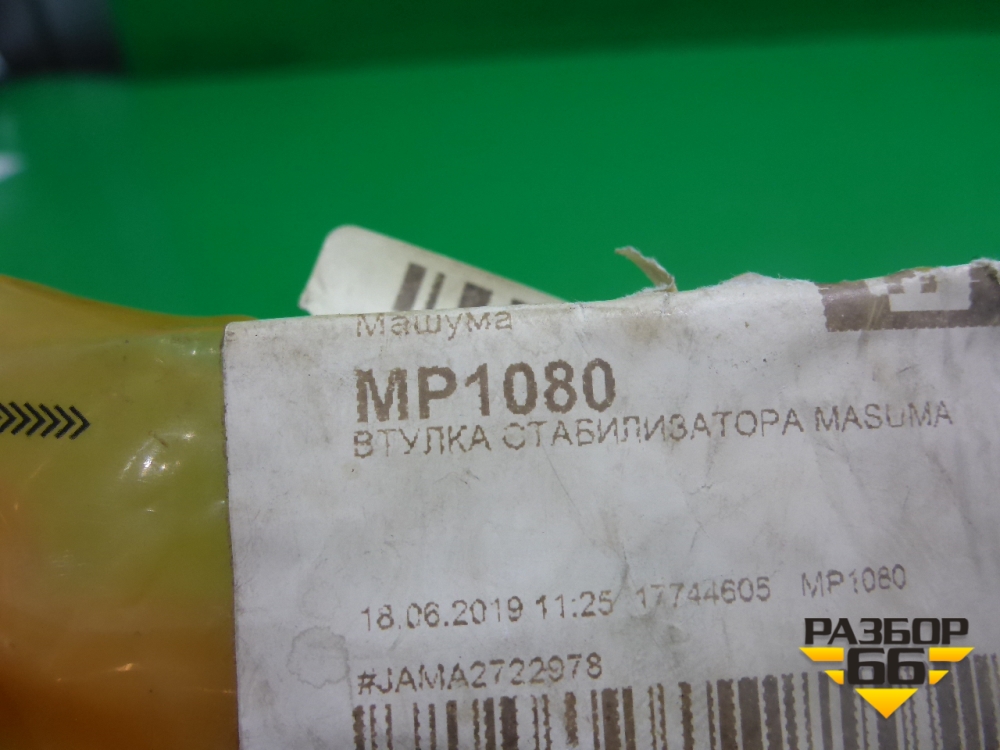 Машума
MP1080
ВТУЛКА СТАБИЛИЗАТОРА MASUMA
18.06.2019 11:25 17744605 MP1080
#JAMA2722978
РАЗБОР
66